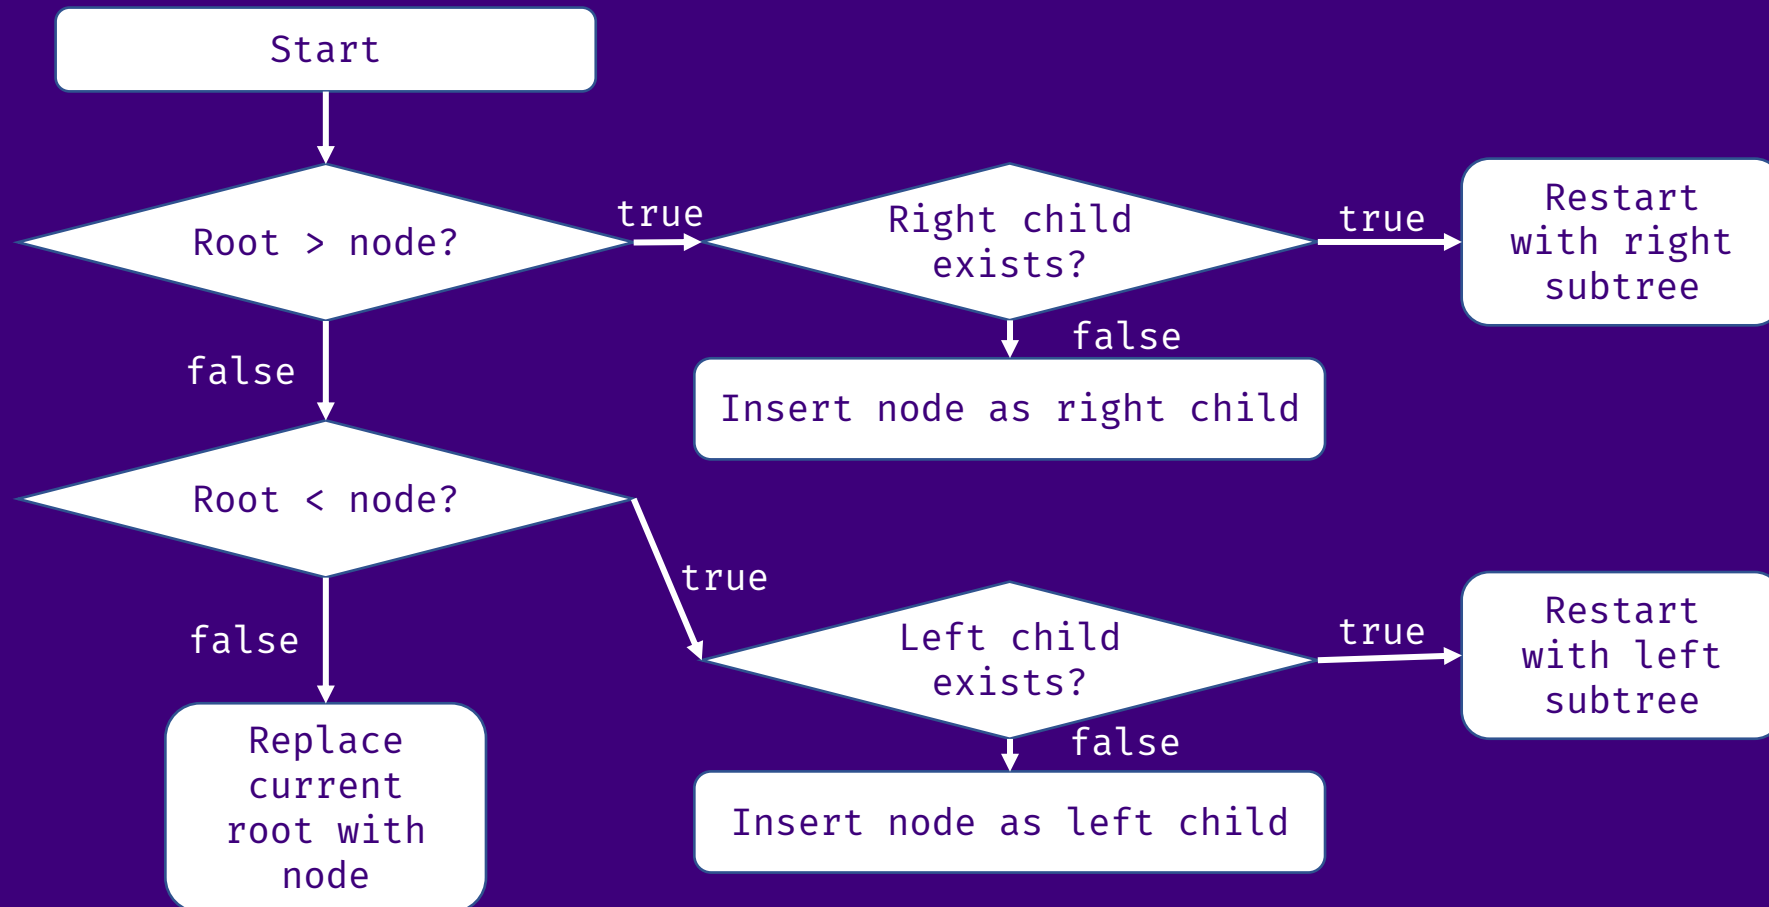 Start
Root > node?
true
Right child
exists?
true
Restart
with right
subtree
false
Insert node as right child
false
Root < node?
true
Left child
exists?
true
Restart
with left
subtree
false
Insert node as left child
false
Replace
current
root with
node